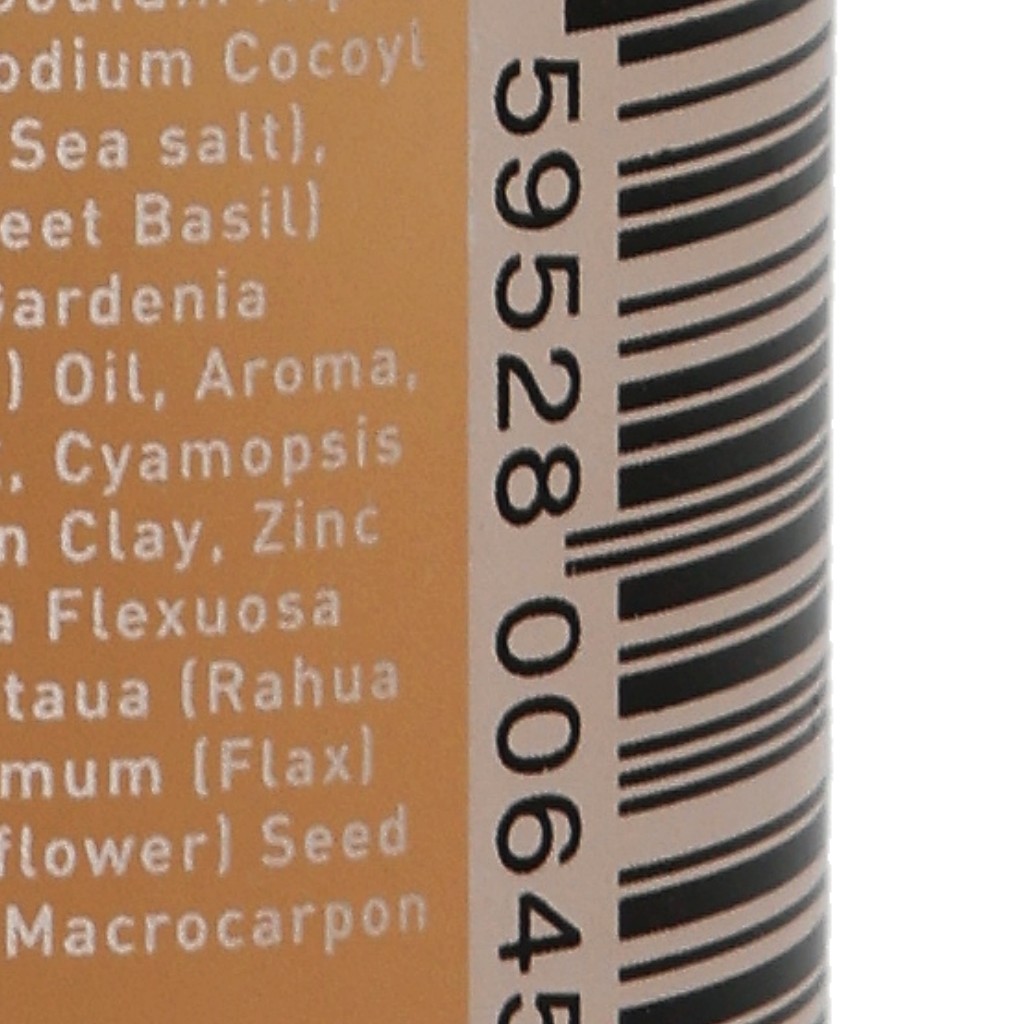 odium Cocoyl
Sea salt),
eet Basil)
Gardenia
) Oil, Aroma,
, Cyamopsis
n Clay, Zinc
a Flexuosa
taua (Rahua
mum (Flax)
flower) Seed
Macrocarpon
59528 00645